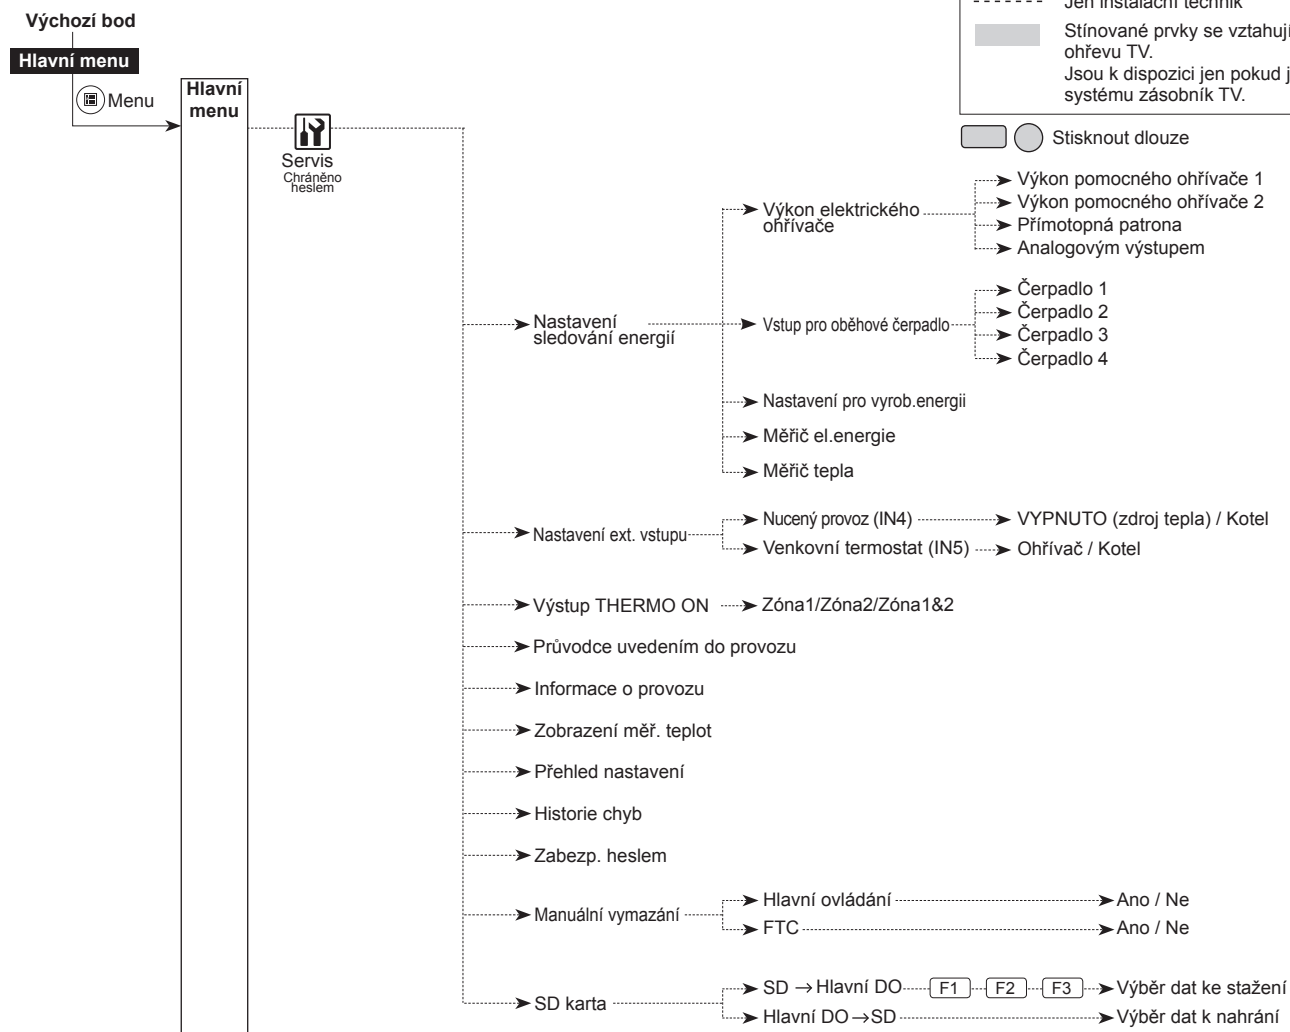 Jen instalační technik
Stínované prvky se vztahují
ohřevu TV.
Jsou k dispozici jen pokud j
systému zásobník TV.
Stisknout dlouze
Výchozí bod
Hlavní menu
Menu
Hlavní
menu
Servis
Chráněno
heslem
Nastavení
sledování energií
Výkon elektrického
ohřívače
Výkon pomocného ohřívače 1
Výkon pomocného ohřívače 2
Přímotopná patrona
Analogovým výstupem
Vstup pro oběhové čerpadlo
Čerpadlo 1
Čerpadlo 2
Čerpadlo 3
Čerpadlo 4
Nastavení pro vyrob.energii
Měřič el.energie
Měřič tepla
Nastavení ext. vstupu
Nucený provoz (IN4)
VYPNUTO (zdroj tepla) / Kotel
Venkovní termostat (IN5)
Ohřívač / Kotel
Výstup THERMO ON
Zóna1/Zóna2/Zóna1&2
Průvodce uvedením do provozu
Informace o provozu
Zobrazení měř. teplot
Přehled nastavení
Historie chyb
Zabezp. heslem
Manuální vymazání
Hlavní ovládání
Ano / Ne
FTC
Ano / Ne
SD karta
SD → Hlavní DO
F1 F2 F3
Výběr dat ke stažení
Hlavní DO → SD
Výběr dat k nahrání